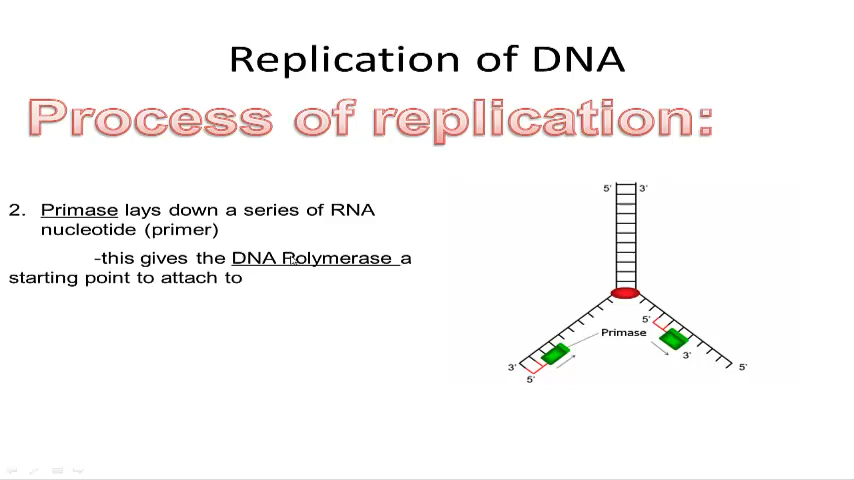 Replication of DNA
Process of replication:
2. Primase lays down a series of RNA
nucleotide (primer)
-this gives the DNA Polymerase a
starting point to attach to
5' 3'
5'
Primase
3'
3' 5'
5'